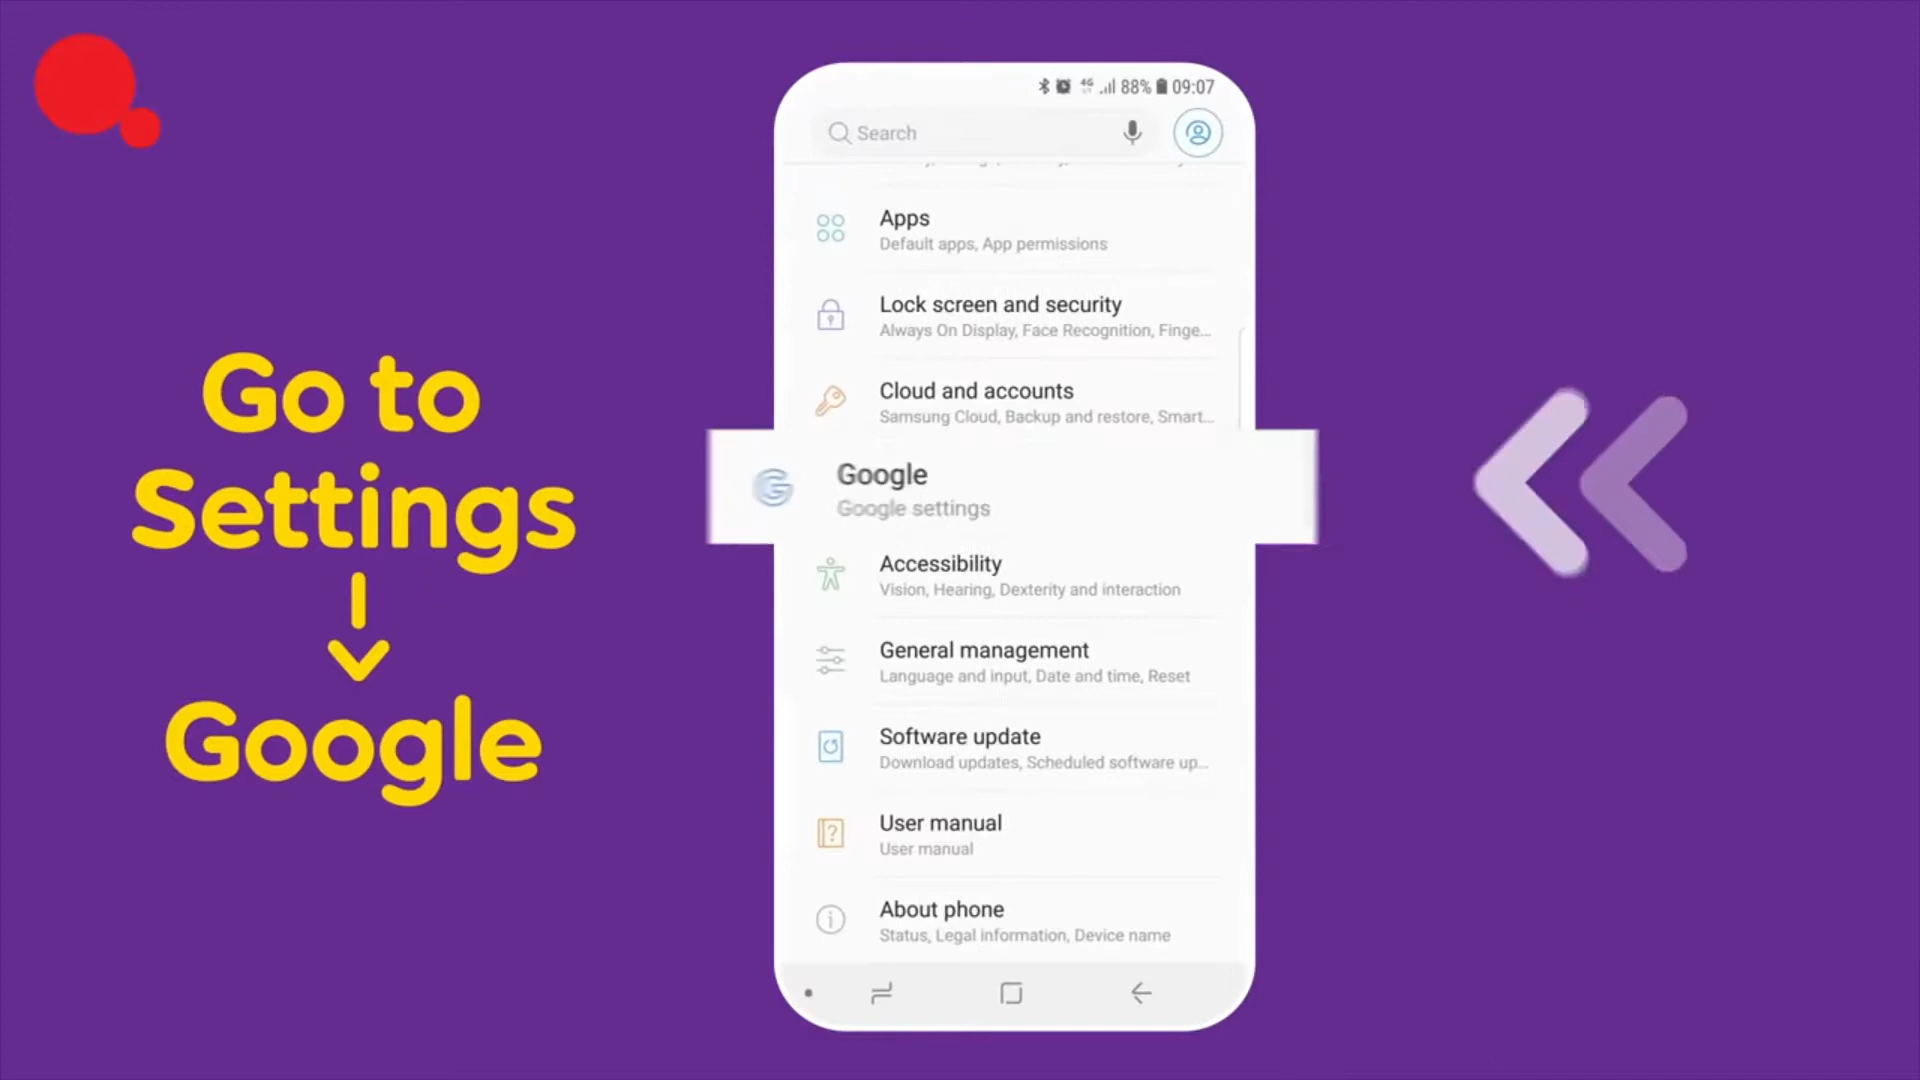 Go to
Settings
Google
4G 88% 09:07
Search
Apps
Default apps, App permissions
Lock screen and security
Always On Display, Face Recognition, Finge...
Cloud and accounts
Samsung Cloud, Backup and restore, Smart...
Google
Google settings
Accessibility
Vision, Hearing, Dexterity and interaction
General management
Language and input, Date and time, Reset
Software update
Download updates, Scheduled software up...
User manual
User manual
About phone
Status, Legal information, Device name